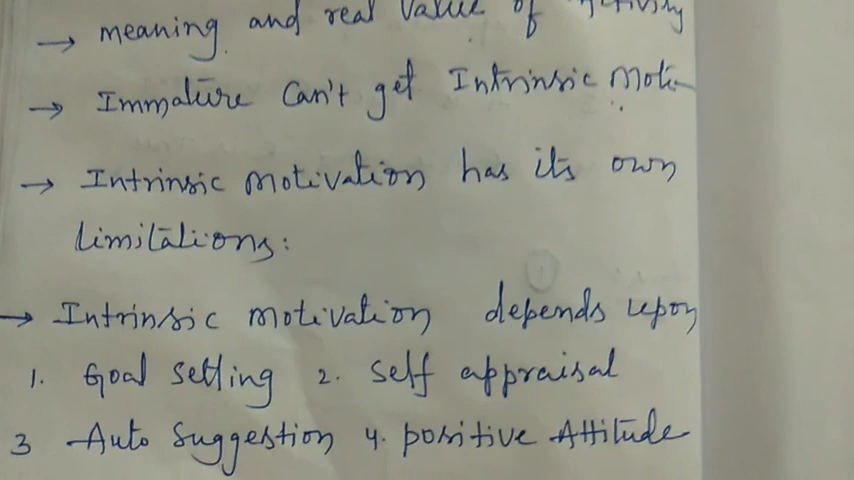 → meaning and real value of activity
→ Immature can't get Intrinsic Moti
→ Intrinsic motivation has its own
limitations:
→ Intrinsic motivation depends upon
1. Goal setting 2. self appraisal
3 Auto suggestion 4. positive Attitude